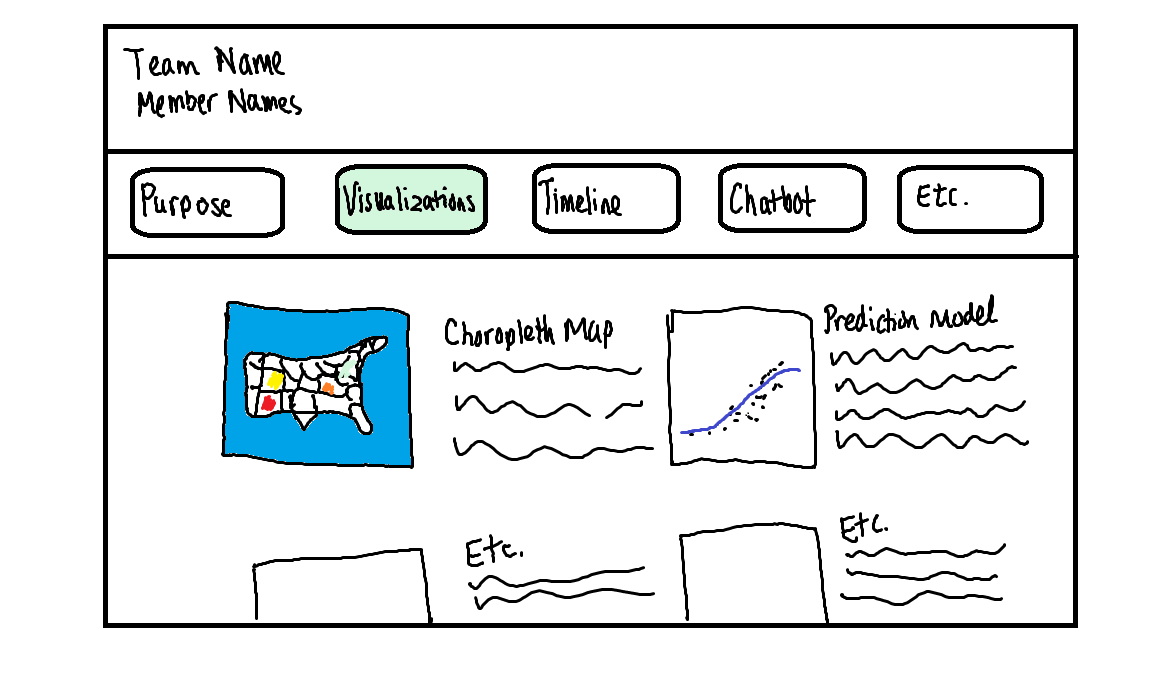 Team Name
Member Names
Purpose
Visualizations
Timeline
Chatbot
Etc.
Choropleth Map
Prediction Model
Etc.
Etc.